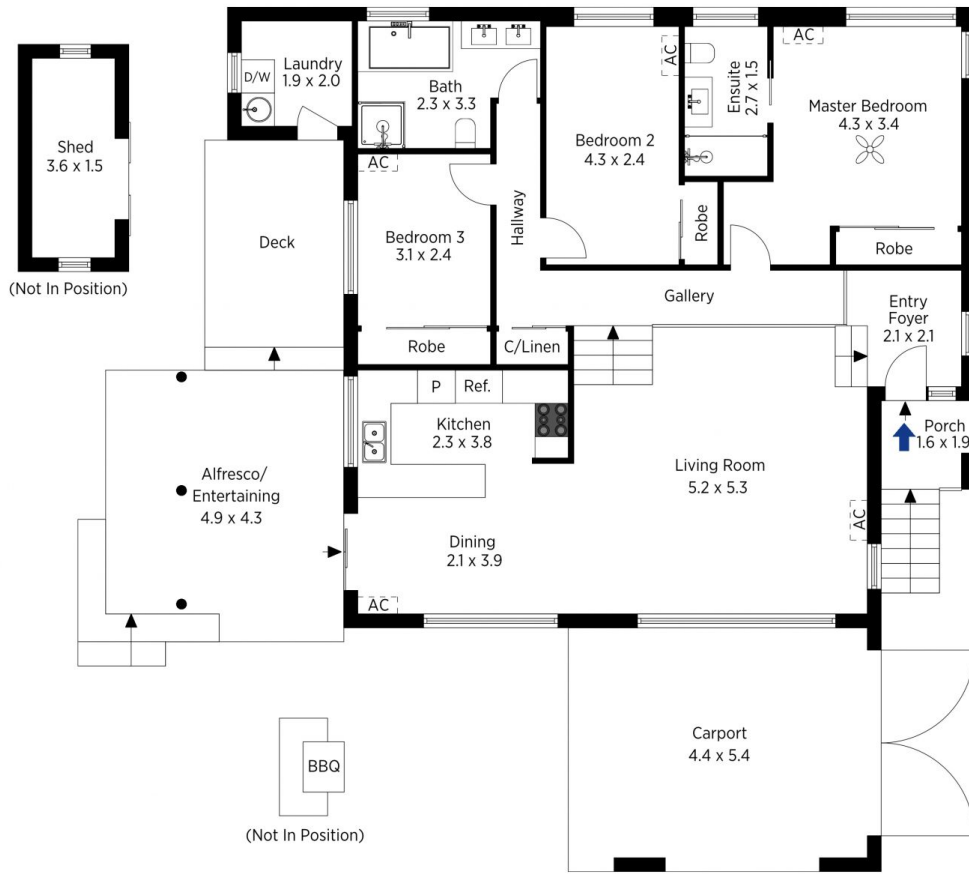 Shed
3.6 x 1.5
(Not In Position)
D/W
Laundry
1.9 x 2.0
Bath
2.3 x 3.3
AC
Bedroom 2
4.3 x 2.4
Ensuite
2.7 x 1.5
AC
Master Bedroom
4.3 x 3.4
Deck
AC
Bedroom 3
3.1 x 2.4
Hallway
Robe
Robe
Gallery
Entry
Foyer
2.1 x 2.1
Robe
C/Linen
P
Ref.
Kitchen
2.3 x 3.8
Porch
1.6 x 1.9
Alfresco/
Entertaining
4.9 x 4.3
Living Room
5.2 x 5.3
AC
Dining
2.1 x 3.9
AC
Carport
4.4 x 5.4
BBQ
(Not In Position)